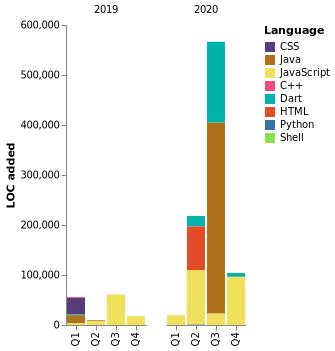 2019 2020
Language
CSS
Java
JavaScript
C++
Dart
HTML
Python
Shell
LOC added
600,000
500,000
400,000
300,000
200,000
100,000
0
Q1 Q2 Q3 Q4 Q1 Q2 Q3 Q4